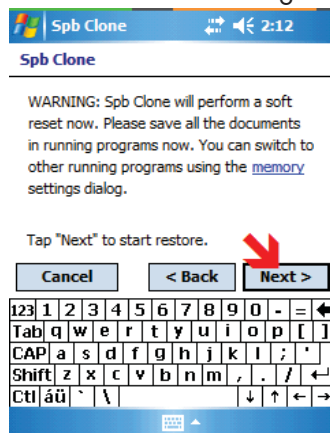 Spb Clone 2:12
Spb Clone
WARNING: Spb Clone will perform a soft
reset now. Please save all the documents
in running programs now. You can switch to
other running programs using the memory
settings dialog.
Tap "Next" to start restore.
Cancel < Back Next >
123 1 2 3 4 5 6 7 8 9 0 - =
Tab q w e r t y u i o p [ ]
CAP a s d f g h j k l ; '
Shift z x c v b n m , . /
Ctl áü ` \